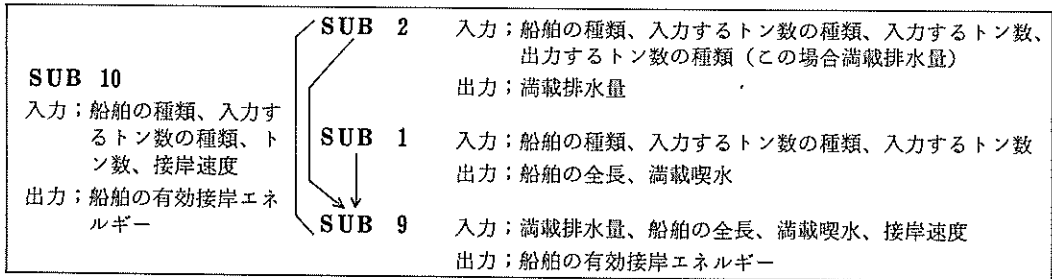 SUB 10
入力；船舶の種類、入力す
るトン数の種類、ト
ン数、接岸速度
出力；船舶の有効接岸エネ
ルギー
SUB 2
入力；船舶の種類、入力するトン数の種類、入力するトン数、
出力するトン数の種類（この場合満載排水量）
出力；満載排水量
SUB 1
入力；船舶の種類、入力するトン数の種類、入力するトン数
出力；船舶の全長、満載喫水
SUB 9
入力；満載排水量、船舶の全長、満載喫水、接岸速度
出力；船舶の有効接岸エネルギー